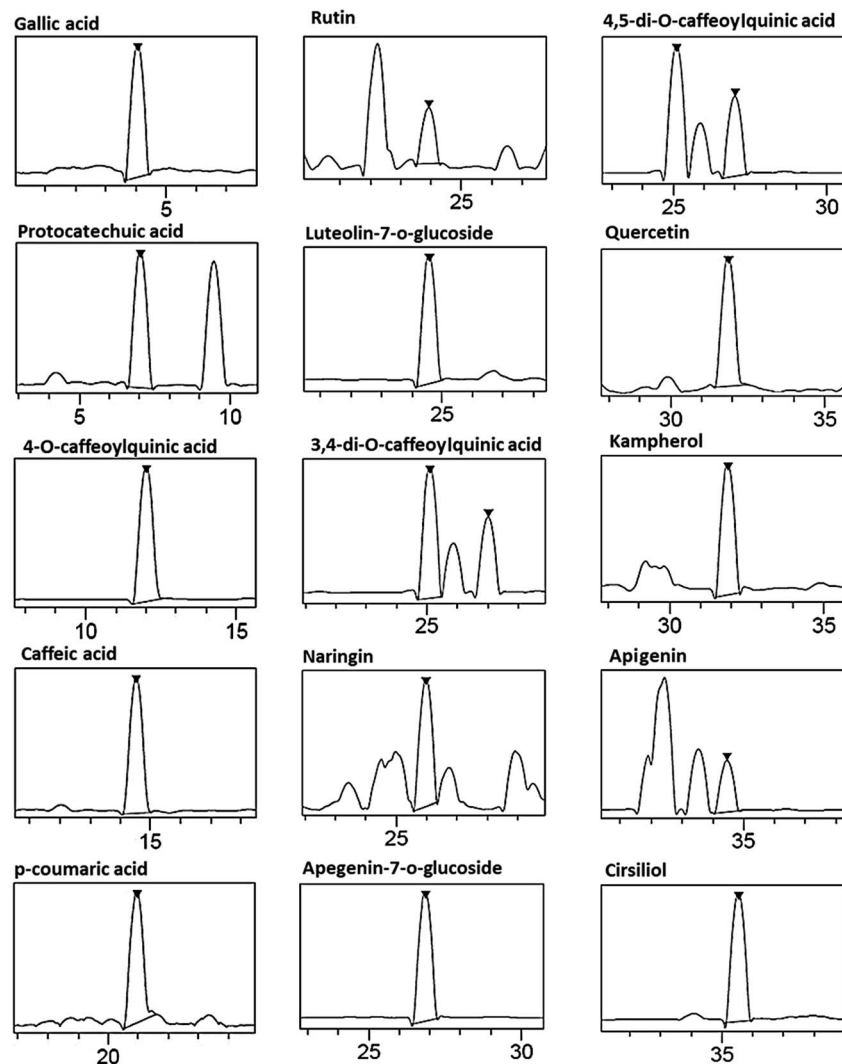 Gallic acid
Rutin
4,5-di-O-caffeoylquinic acid
5
25
25 30
Protocatechuic acid
Luteolin-7-o-glucoside
Quercetin
5 10
25
30 35
4-O-caffeoylquinic acid
3,4-di-O-caffeoylquinic acid
Kampherol
10 15
25
30 35
Caffeic acid
Naringin
Apigenin
15
25
35
p-coumaric acid
Apegenin-7-o-glucoside
Cirsiliol
20
25 30
35